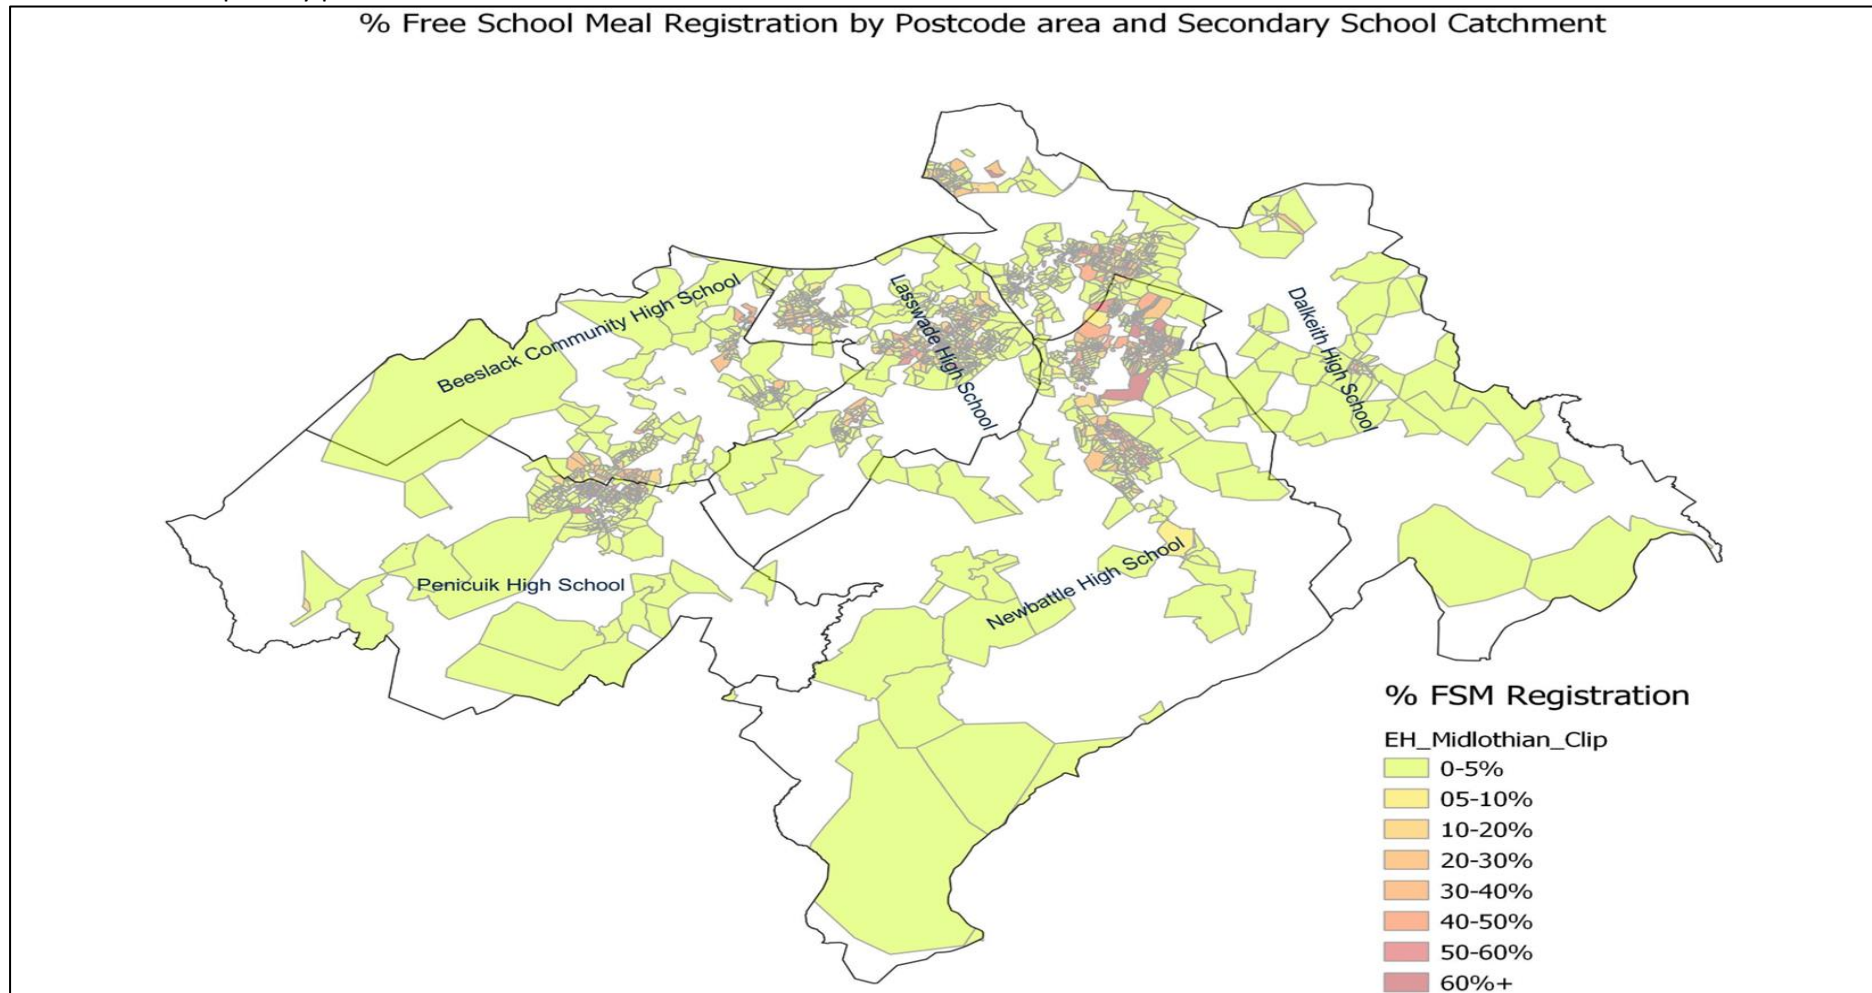 % Free School Meal Registration by Postcode area and Secondary School Catchment
Beeslack Community High School
Lasswade High School
Dalkeith High School
Penicuik High School
Newbattle High School
% FSM Registration
EH_Midlothian_Clip
0-5%
05-10%
10-20%
20-30%
30-40%
40-50%
50-60%
60%+